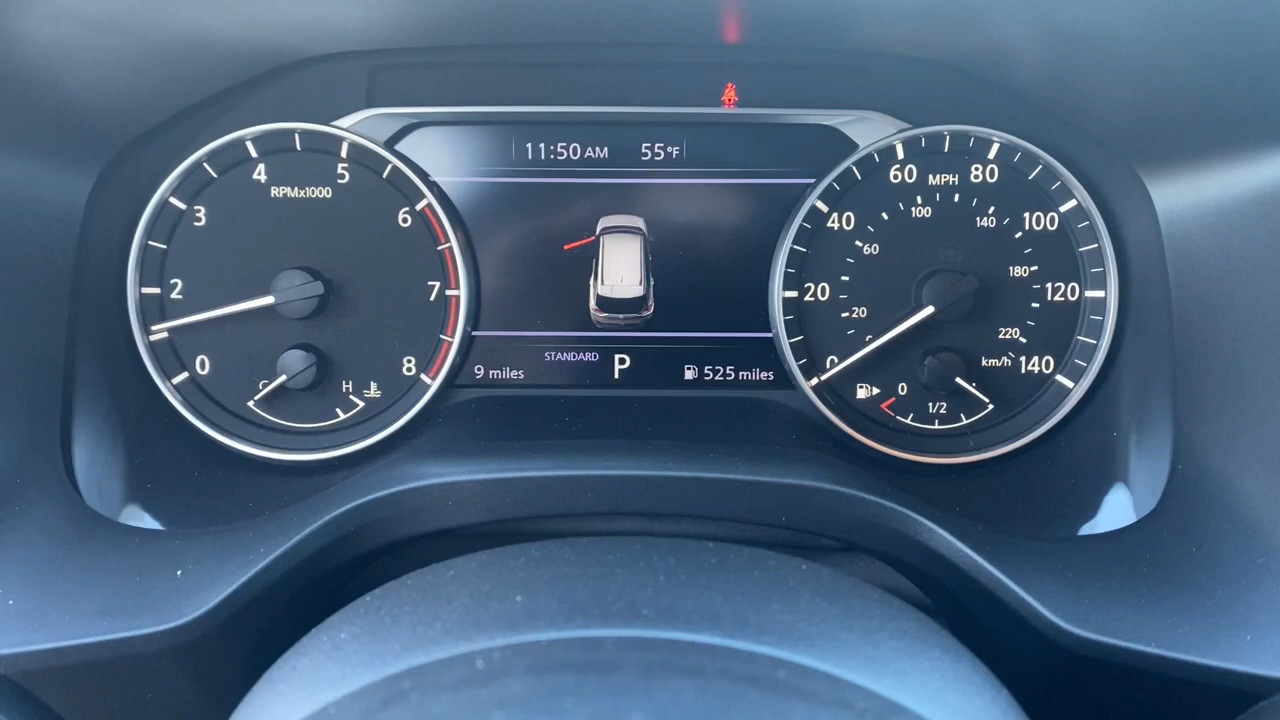 11:50 AM 55°F
4 5
RPMx1000
3 6
2 7
0 8
C H
60 MPH 80
40 100
100 140
60
20 120
180
20
220
0 km/h 140
0
1/2
STANDARD
9 miles P 525 miles